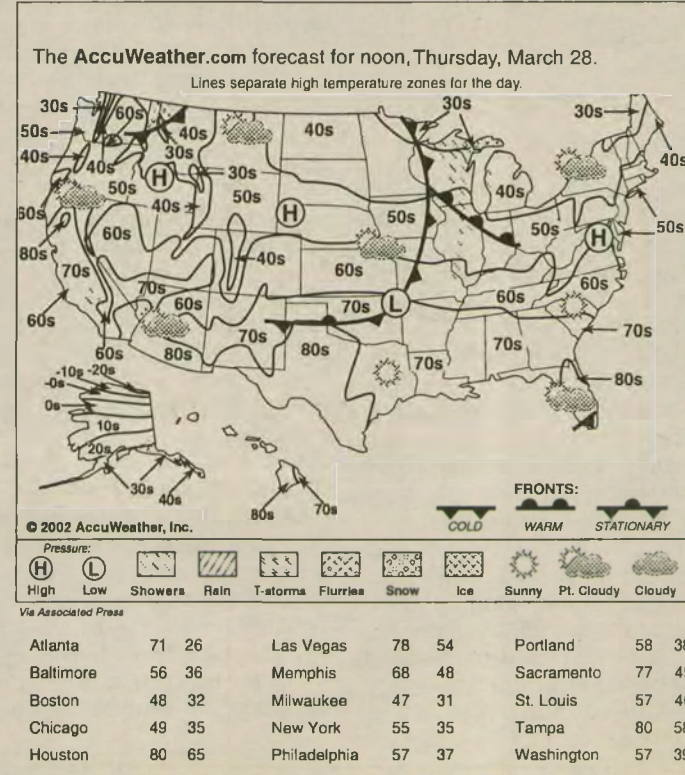 The AccuWeather.com forecast for noon, Thursday, March 28.
Lines separate high temperature zones for the day.
30s 60s 30s 30s
50s 40s 40s 40s
40s 40s 30s 30s 40s
50s 40s 50s 50s 50s 50s
60s 60s
80s 40s
70s 70s 60s 60s 60s
60s 60s 70s 70s
60s 80s 70s 80s 70s 70s
-10s -20s 80s
-0s
0s
10s
20s
30s 40s 80s 70s
H H H L
FRONTS:
COLD WARM STATIONARY
© 2002 AccuWeather, Inc.
Pressure:
H L
High Low Showers Rain T-storms Flurries Snow Ice Sunny Pt. Cloudy Cloudy
Via Associated Press
Atlanta 71 26 Las Vegas 78 54 Portland 58
Baltimore 56 36 Memphis 68 48 Sacramento 77
Boston 48 32 Milwaukee 47 31 St. Louis 57
Chicago 49 35 New York 55 35 Tampa 80
Houston 80 65 Philadelphia 57 37 Washington 57